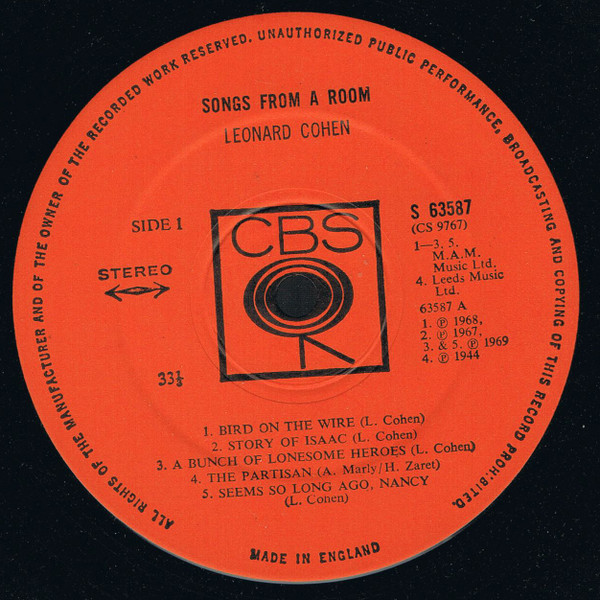 ALL RIGHTS OF THE MANUFACTURER AND OF THE OWNER OF THE RECORDED WORK RESERVED. UNAUTHORIZED PUBLIC PERFORMANCE, BROADCASTING AND COPYING OF THIS RECORD PROHIBITED.
SONGS FROM A ROOM
LEONARD COHEN
SIDE 1
STEREO
33⅓
CBS
S 63587
(CS 9767)
1—3. 5.
M.A.M.
Music Ltd.
4. Leeds Music
Ltd.
63587 A
1. ℗ 1968,
2. ℗ 1967,
3. & 5. ℗ 1969
4. ℗ 1944
1. BIRD ON THE WIRE (L. Cohen)
2. STORY OF ISAAC (L. Cohen)
3. A BUNCH OF LONESOME HEROES (L. Cohen)
4. THE PARTISAN (A. Marly/H. Zaret)
5. SEEMS SO LONG AGO, NANCY
(L. Cohen)
MADE IN ENGLAND